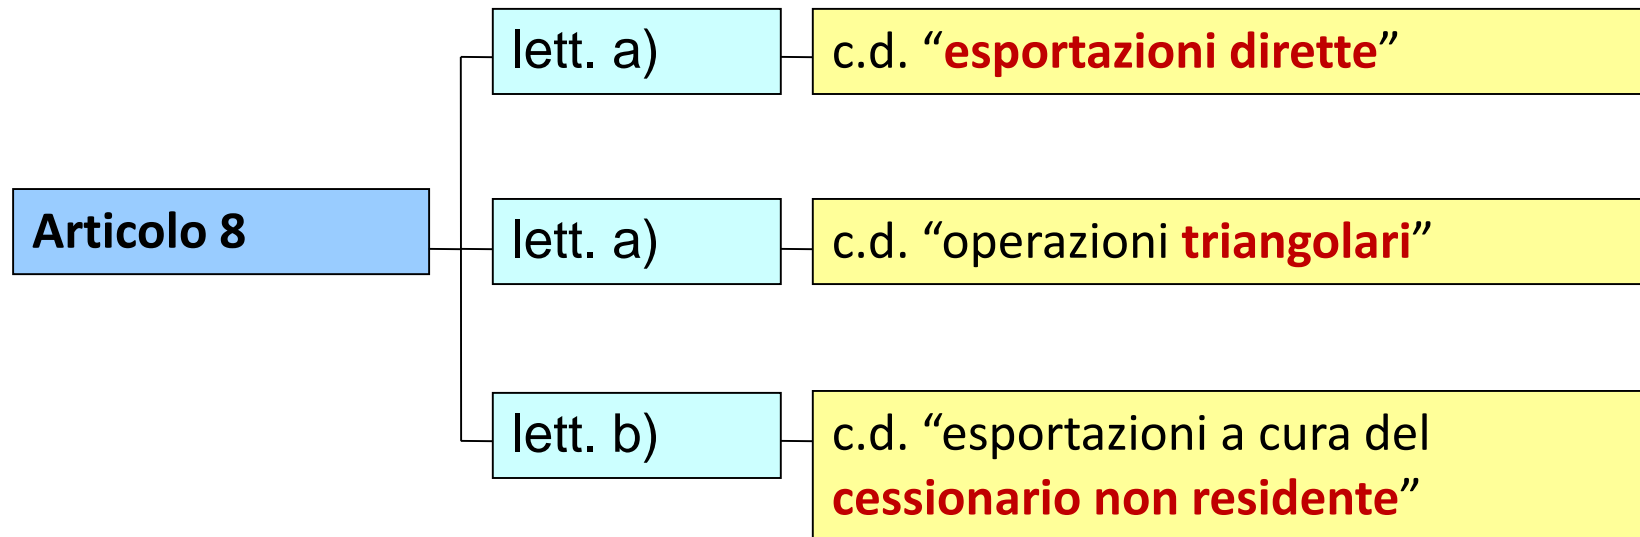 lett. a)
c.d. “esportazioni dirette”
Articolo 8
lett. a)
c.d. “operazioni triangolari”
lett. b)
c.d. “esportazioni a cura del
cessionario non residente”